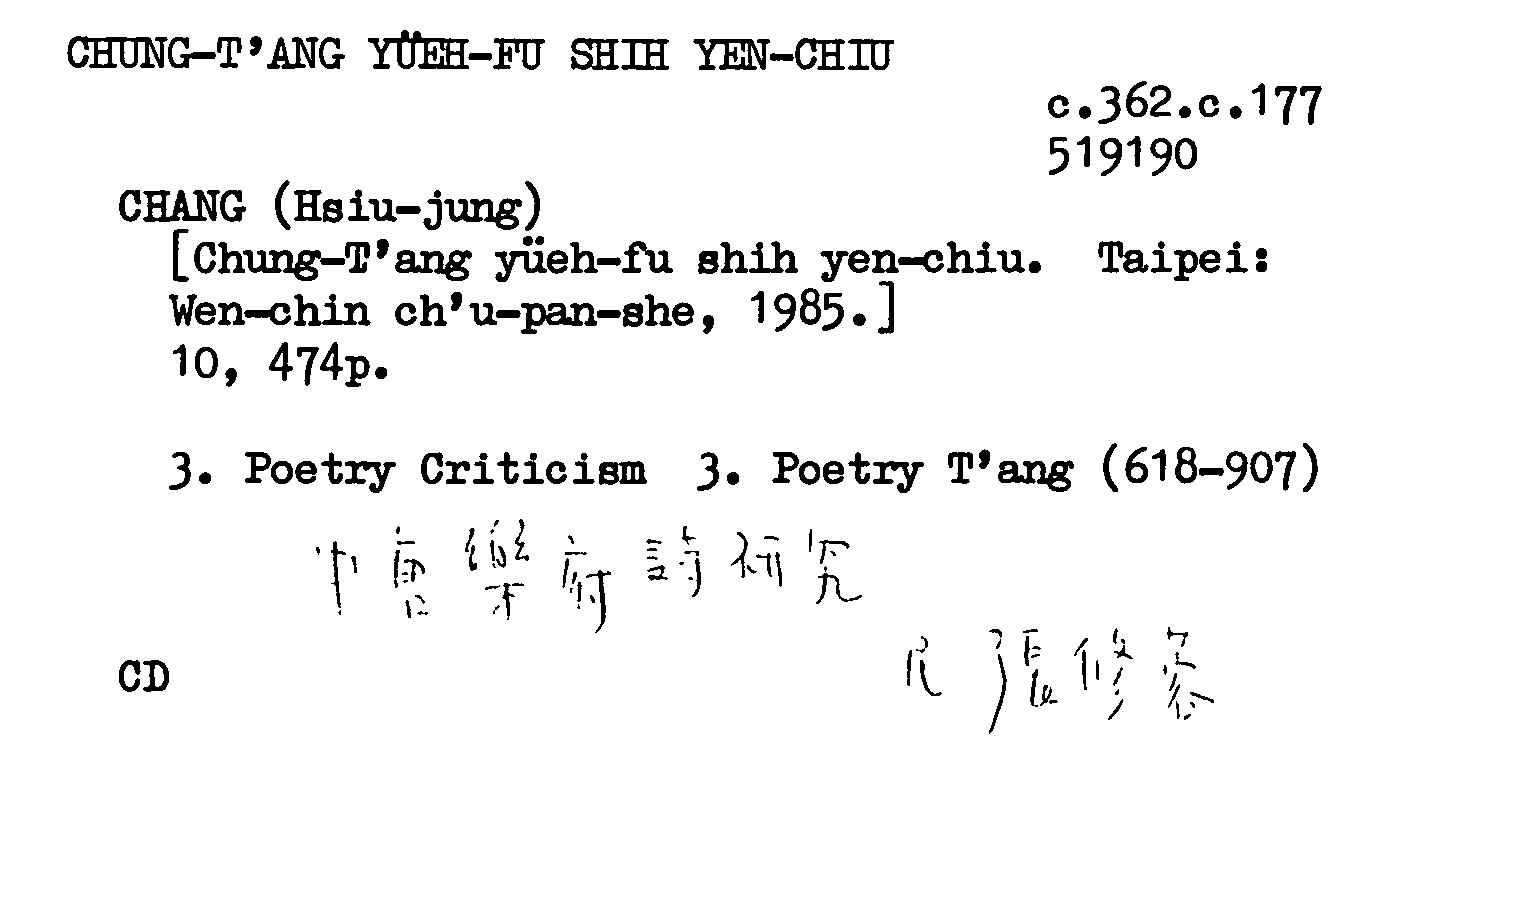 CHUNG-T'ANG YÜEH-FU SHIH YEN-CHIU
c.362.c.177
519190
CHANG (Hsiu-jung)
[Chung-T'ang yüeh-fu shih yen-chiu. Taipei:
Wen-chin ch'u-pan-she, 1985.]
10, 474p.
3. Poetry Criticism 3. Poetry T'ang (618-907)
中唐樂府詩研究
張修蓉
CD